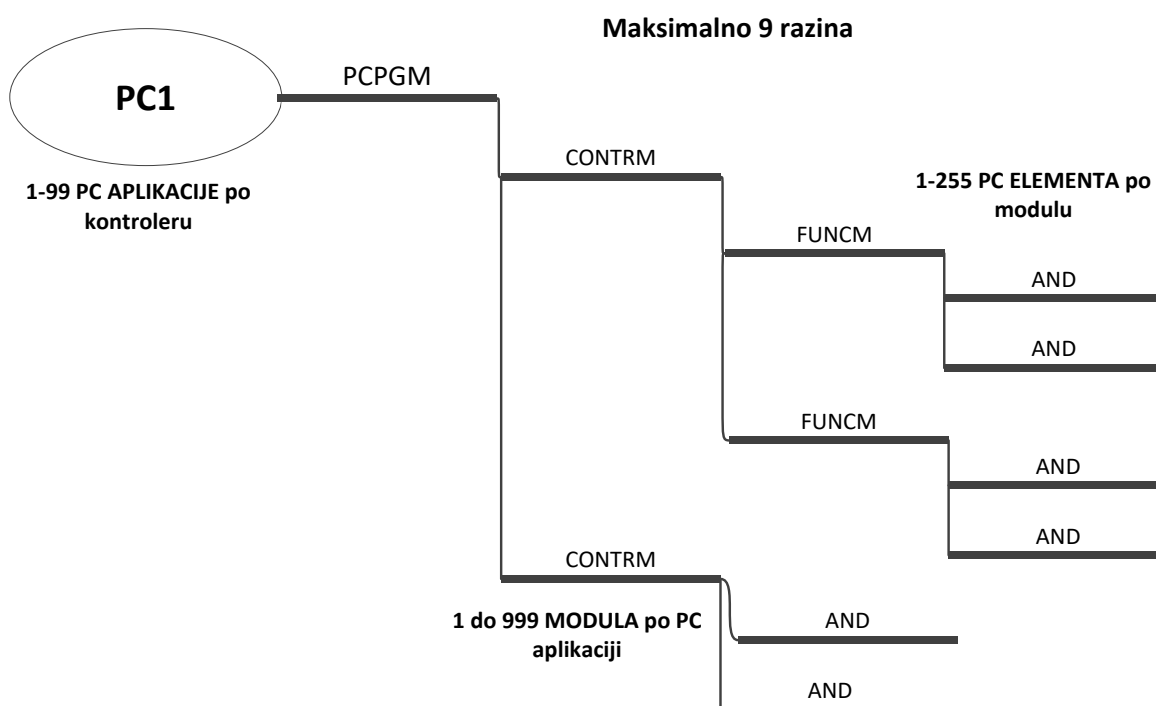 Maksimalno 9 razina
PC1
PCPGM
CONTRM
1-99 PC APLIKACIJE po
kontroleru
1-255 PC ELEMENTA po
modulu
FUNCM
AND
AND
FUNCM
AND
AND
CONTRM
1 do 999 MODULA po PC
aplikaciji
AND
AND